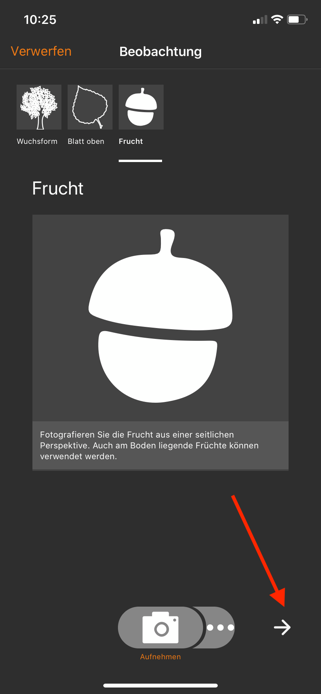 10:25
Verwerfen
Beobachtung
Wuchsform
Blatt oben
Frucht
Frucht
Fotografieren Sie die Frucht aus einer seitlichen
Perspektive. Auch am Boden liegende Früchte können
verwendet werden.
Aufnehmen